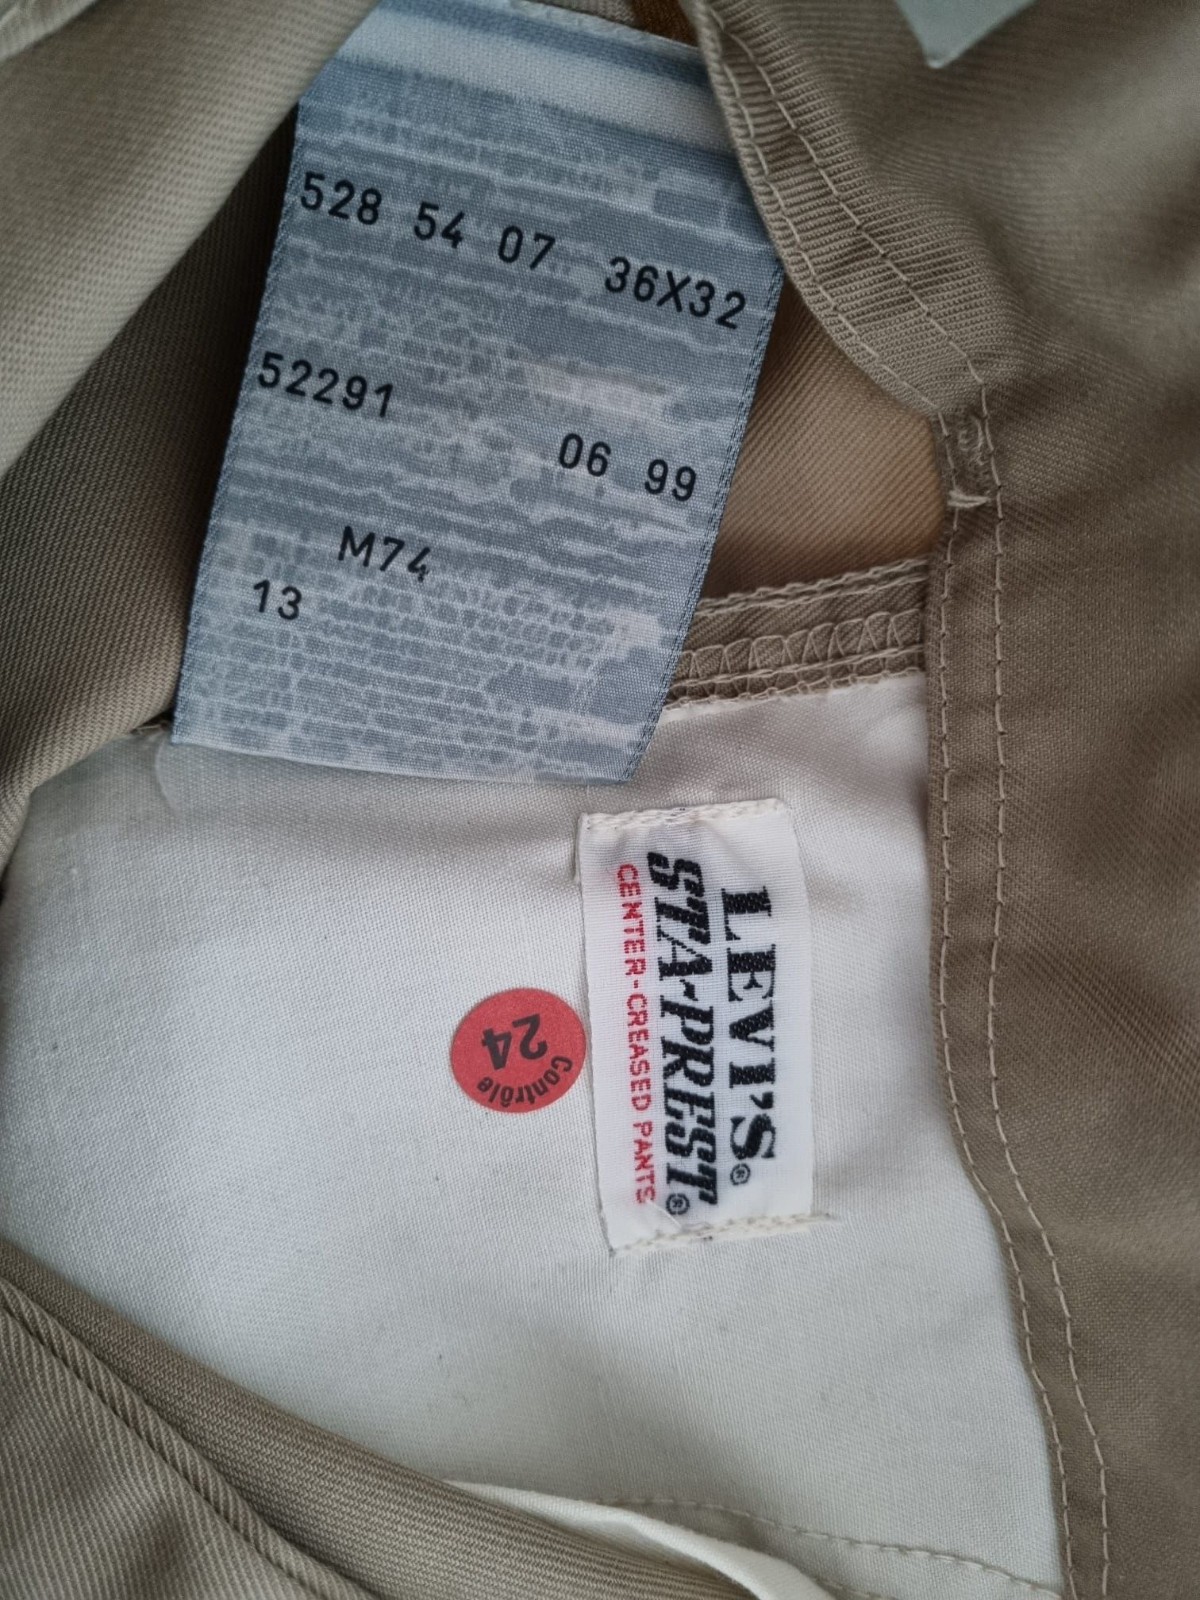 528 54 07 36X32
52291
06 99
M74
13
LEVI'S®
STA-PREST®
CENTER-CREASED PANTS
Contrôle
24